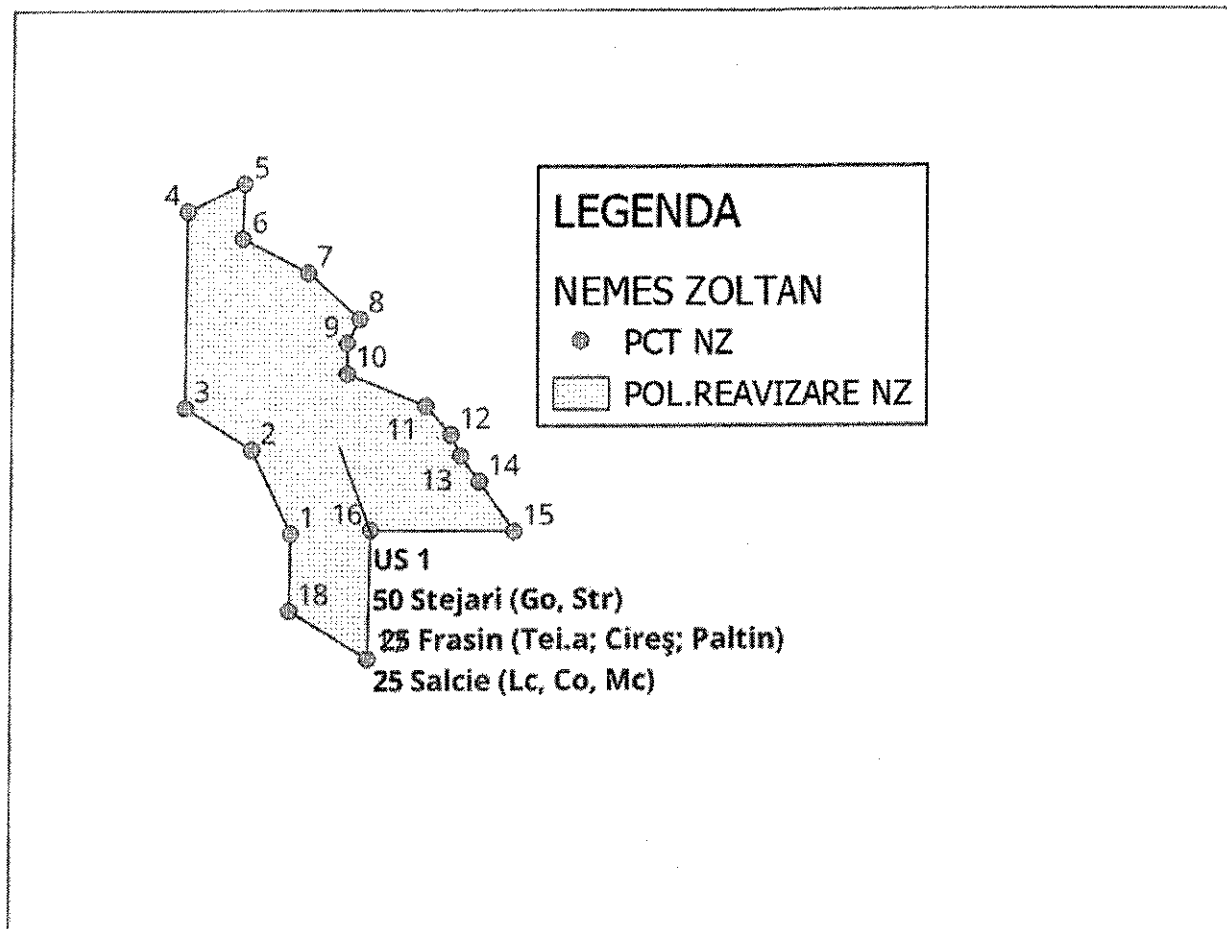 5
4
6
7
8
9
10
3
11
12
2
13
14
1
16
15
18
LEGENDA
NEMES ZOLTAN
PCT NZ
POL.REAVIZARE NZ
US 1
50 Stejari (Go, Str)
25 Frasin (Tei.a; Cireş; Paltin)
25 Salcie (Lc, Co, Mc)